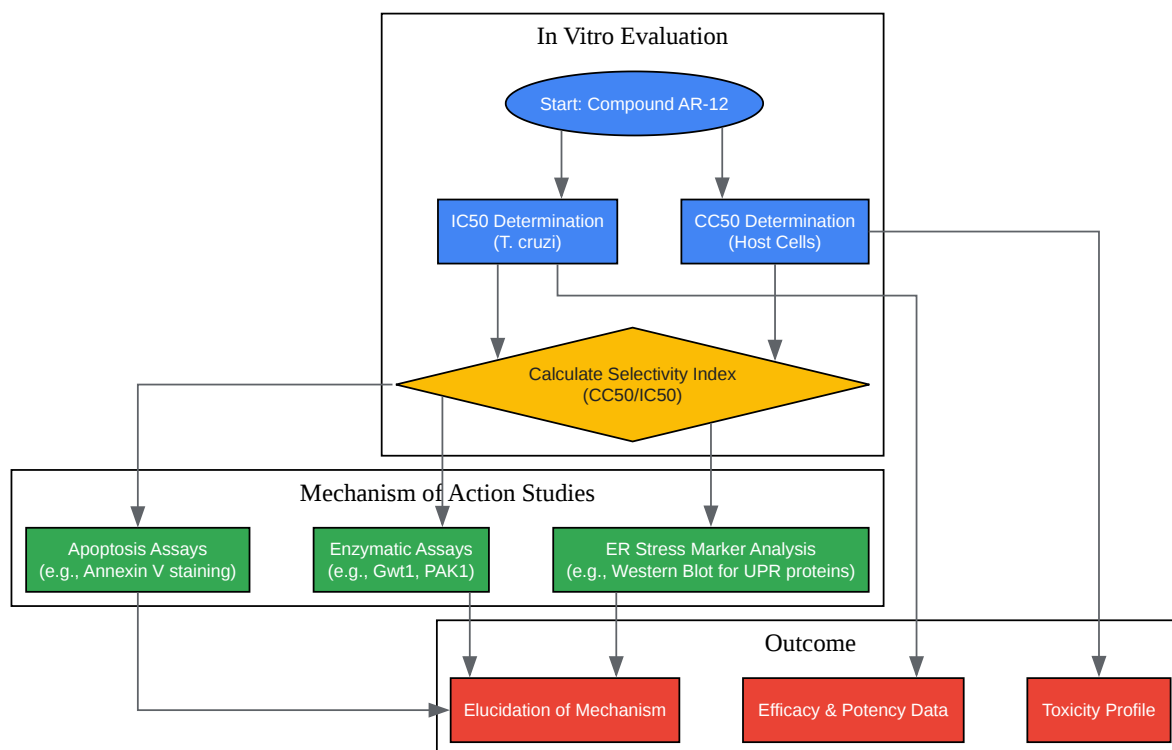 In Vitro Evaluation
Start: Compound AR-12
IC50 Determination
(T. cruzi)
CC50 Determination
(Host Cells)
Calculate Selectivity Index
(CC50/IC50)
Mechanism of Action Studies
Apoptosis Assays
(e.g., Annexin V staining)
Enzymatic Assays
(e.g., Gwt1, PAK1)
ER Stress Marker Analysis
(e.g., Western Blot for UPR proteins)
Outcome
Elucidation of Mechanism
Efficacy & Potency Data
Toxicity Profile